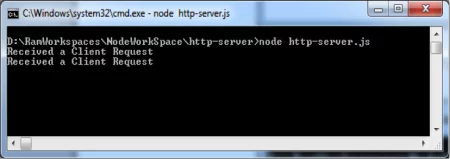 C:\Windows\system32\cmd.exe - node  http-server.js
D:\RamWorkspaces\NodeWorkSpace\http-server>node http-server.js
Received a Client Request
Received a Client Request